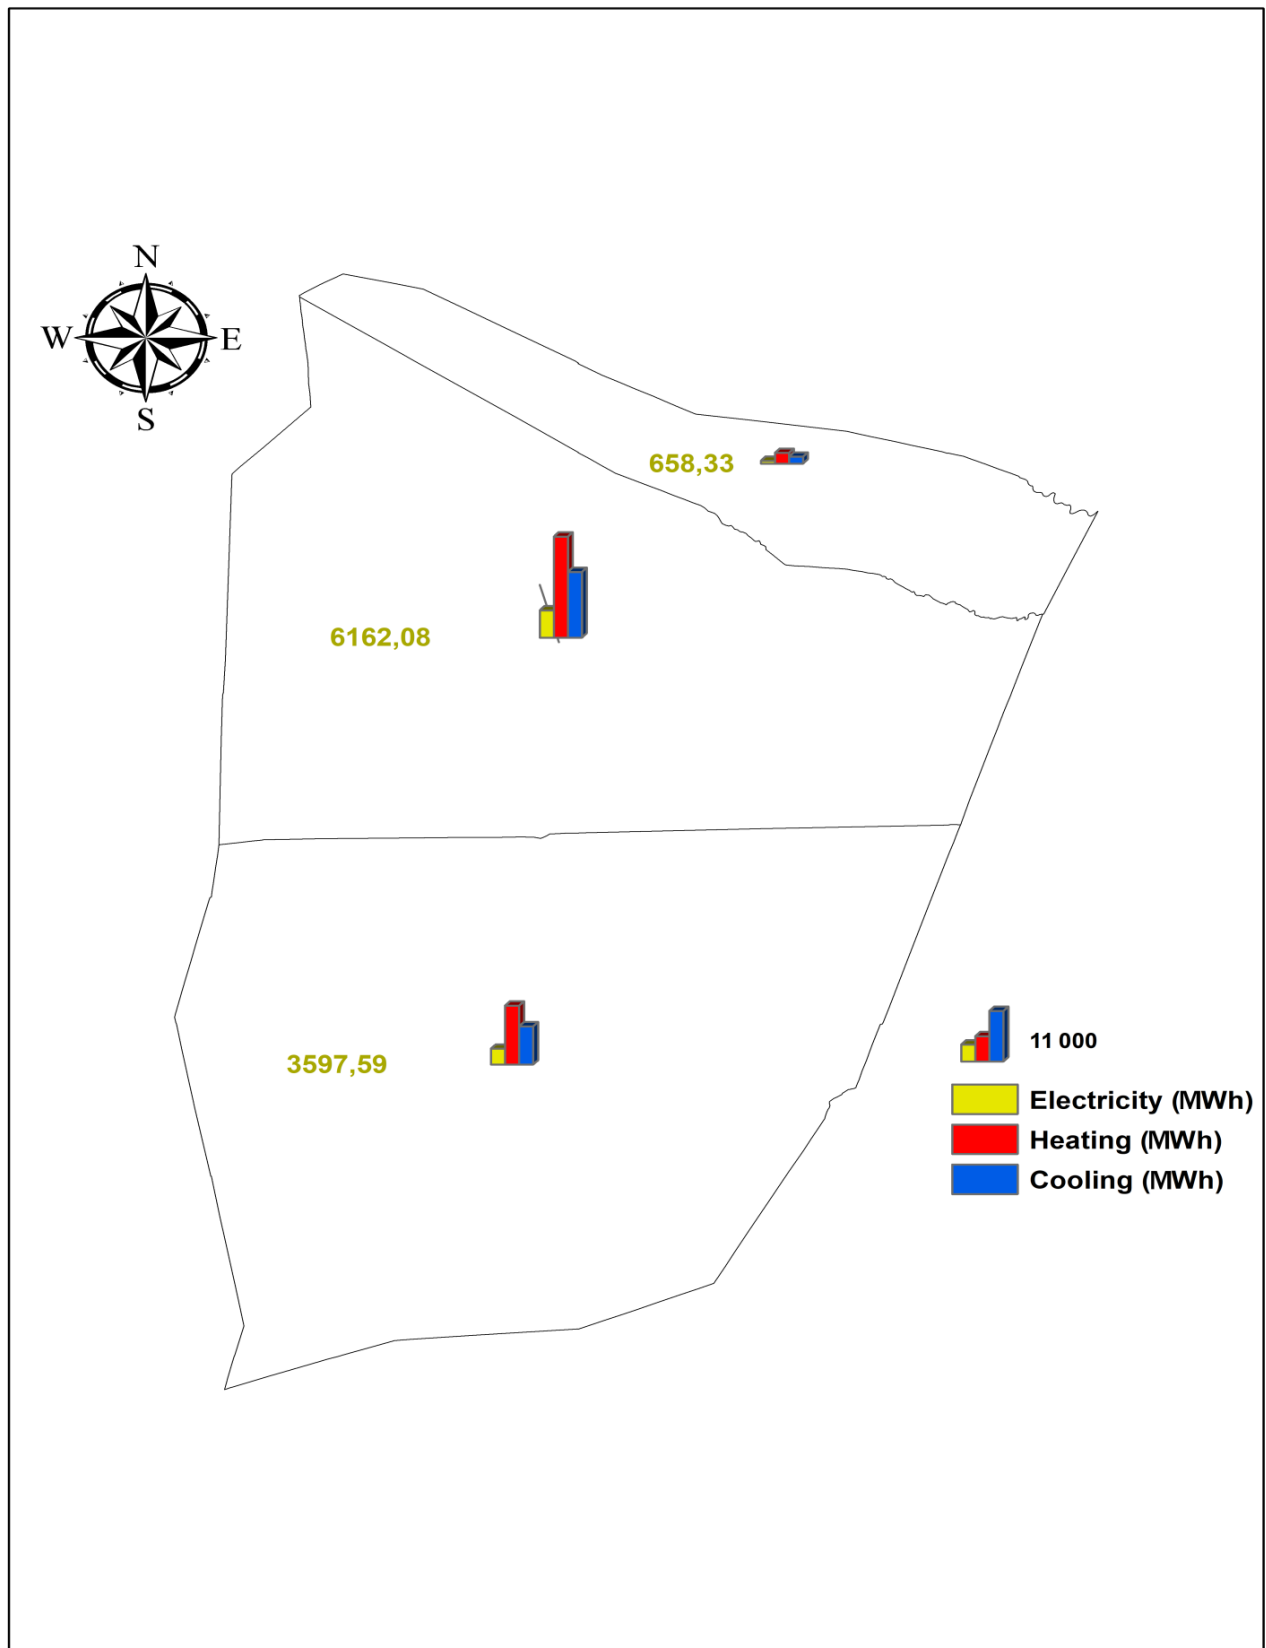 N
W
E
S
658,33
6162,08
3597,59
11 000
Electricity (MWh)
Heating (MWh)
Cooling (MWh)